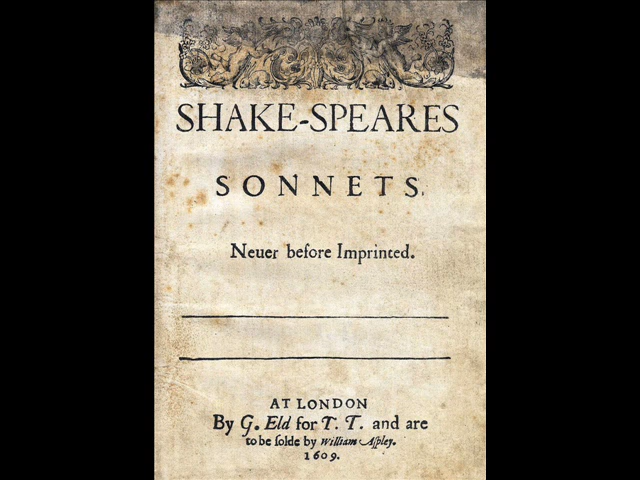 SHAKE-SPEARES
SONNETS.
Neuer before Imprinted.
AT LONDON
By G. Eld for T. T. and are
to be ſolde by William Aſpley.
1609.